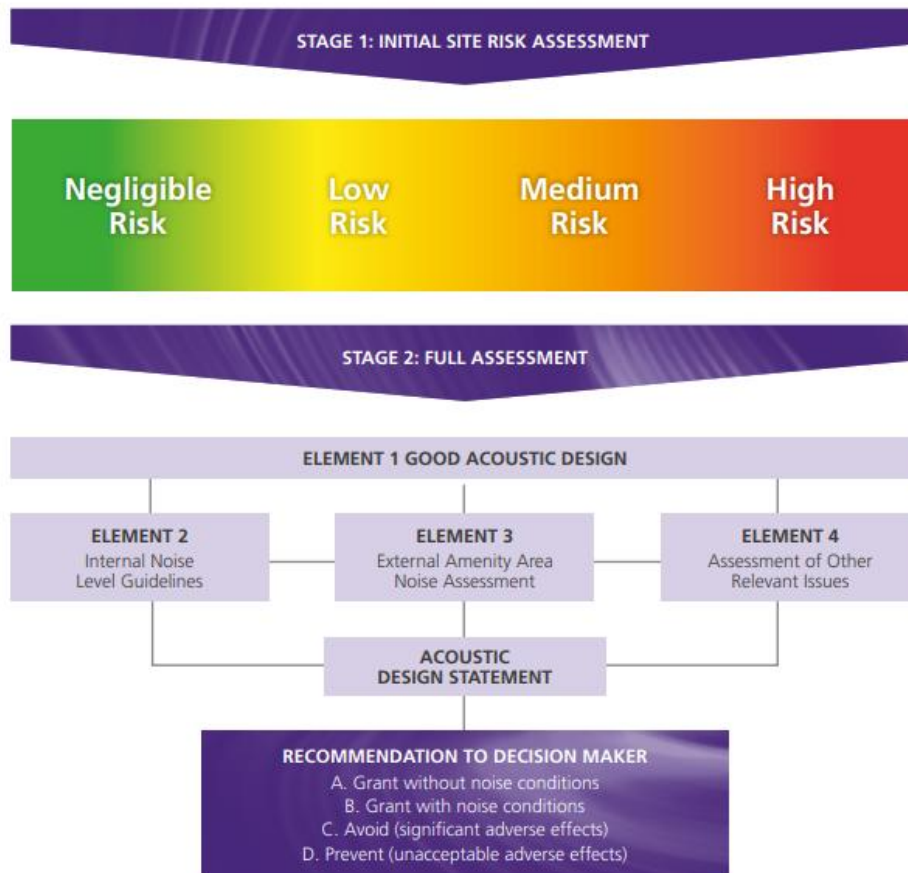 STAGE 1: INITIAL SITE RISK ASSESSMENT
Negligible
Risk
Low
Risk
Medium
Risk
High
Risk
STAGE 2: FULL ASSESSMENT
ELEMENT 1 GOOD ACOUSTIC DESIGN
ELEMENT 2
Internal Noise
Level Guidelines
ELEMENT 3
External Amenity Area
Noise Assessment
ELEMENT 4
Assessment of Other
Relevant Issues
ACOUSTIC
DESIGN STATEMENT
RECOMMENDATION TO DECISION MAKER
A. Grant without noise conditions
B. Grant with noise conditions
C. Avoid (significant adverse effects)
D. Prevent (unacceptable adverse effects)